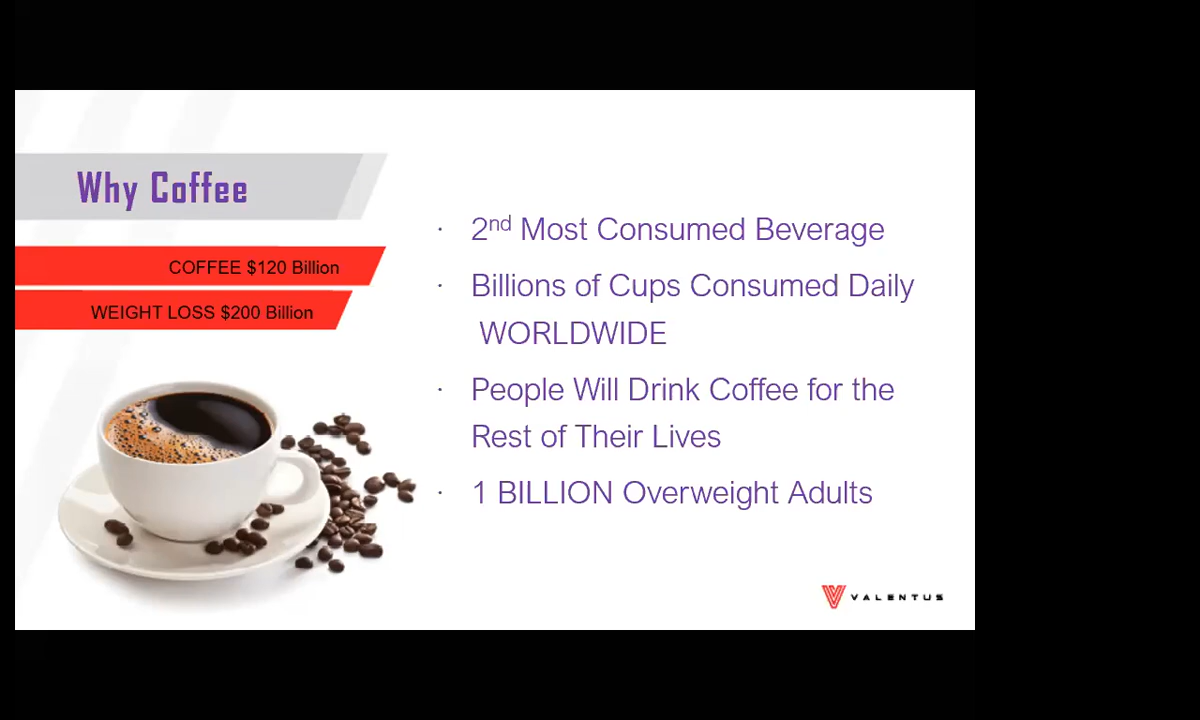 Why Coffee
COFFEE $120 Billion
WEIGHT LOSS $200 Billion
· 2nd Most Consumed Beverage
· Billions of Cups Consumed Daily
WORLDWIDE
· People Will Drink Coffee for the
Rest of Their Lives
· 1 BILLION Overweight Adults
VALENTUS